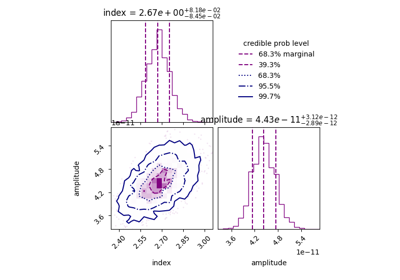 index = 2.67e+00 +8.18e−02 −8.45e−02
credible prob level
68.3% marginal
39.3%
68.3%
95.5%
99.7%
1e−11
amplitude = 4.43e−11 +3.12e−12 −2.89e−12
amplitude
5.4
4.8
4.2
3.6
2.40 2.55 2.70 2.85 3.00
index
3.6 4.2 4.8 5.4
1e−11
amplitude